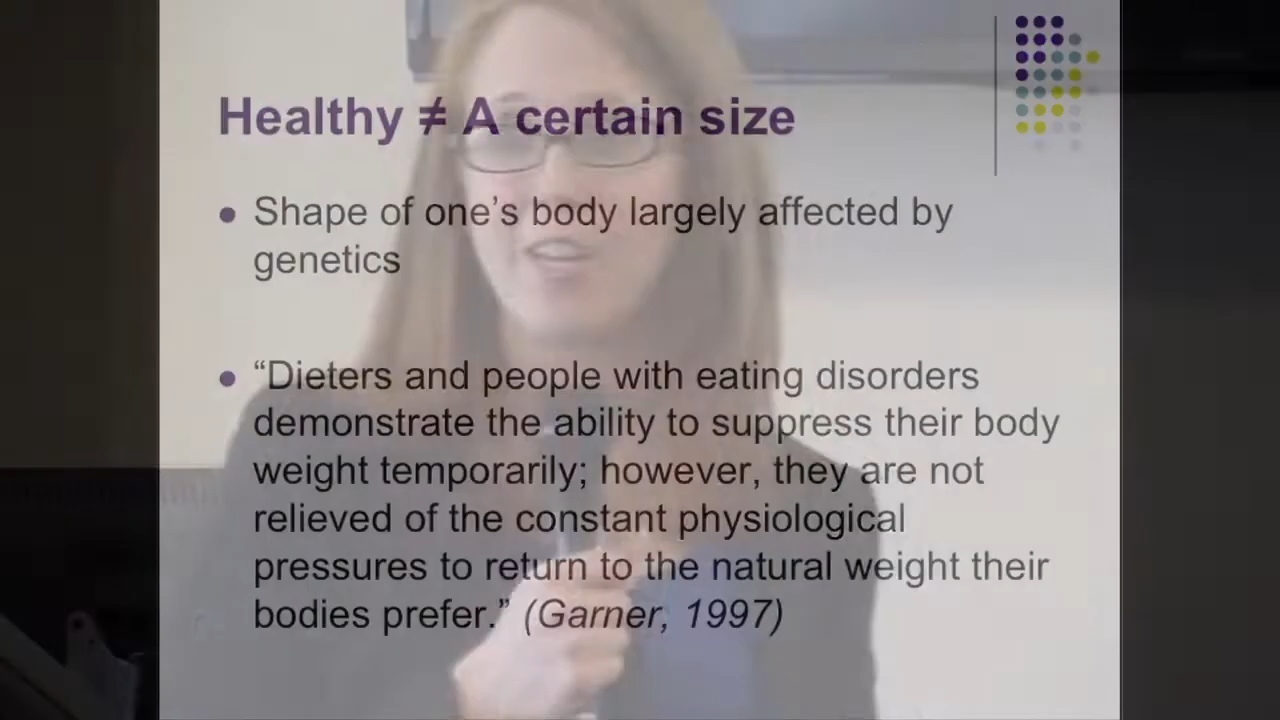 Healthy ≠ A certain size
● Shape of one’s body largely affected by
genetics
● “Dieters and people with eating disorders
demonstrate the ability to suppress their body
weight temporarily; however, they are not
relieved of the constant physiological
pressures to return to the natural weight their
bodies prefer.” (Garner, 1997)